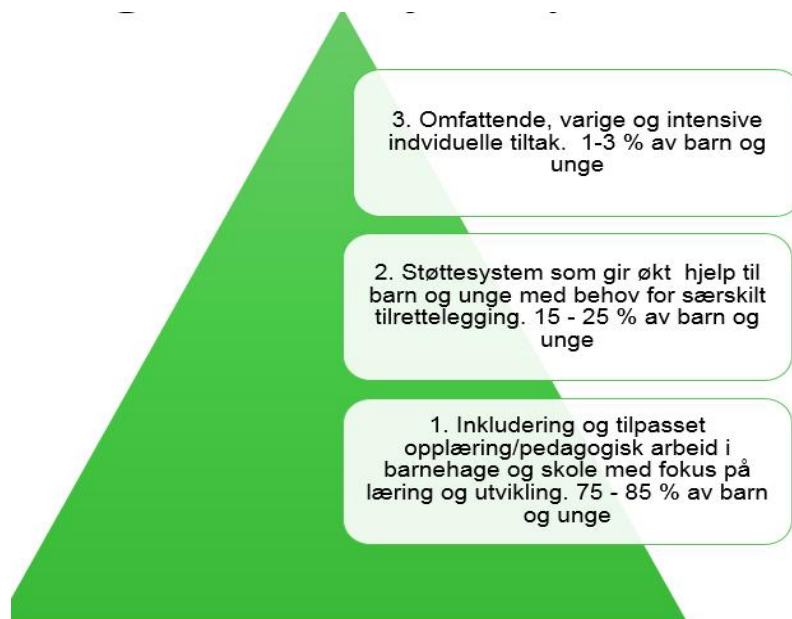 3. Omfattende, varige og intensive
indviduelle tiltak.  1-3 % av barn og
unge
2. Støttesystem som gir økt  hjelp til
barn og unge med behov for særskilt
tilrettelegging. 15 - 25 % av barn og
unge
1. Inkludering og tilpasset
opplæring/pedagogisk arbeid i
barnehage og skole med fokus på
læring og utvikling. 75 - 85 % av barn
og unge